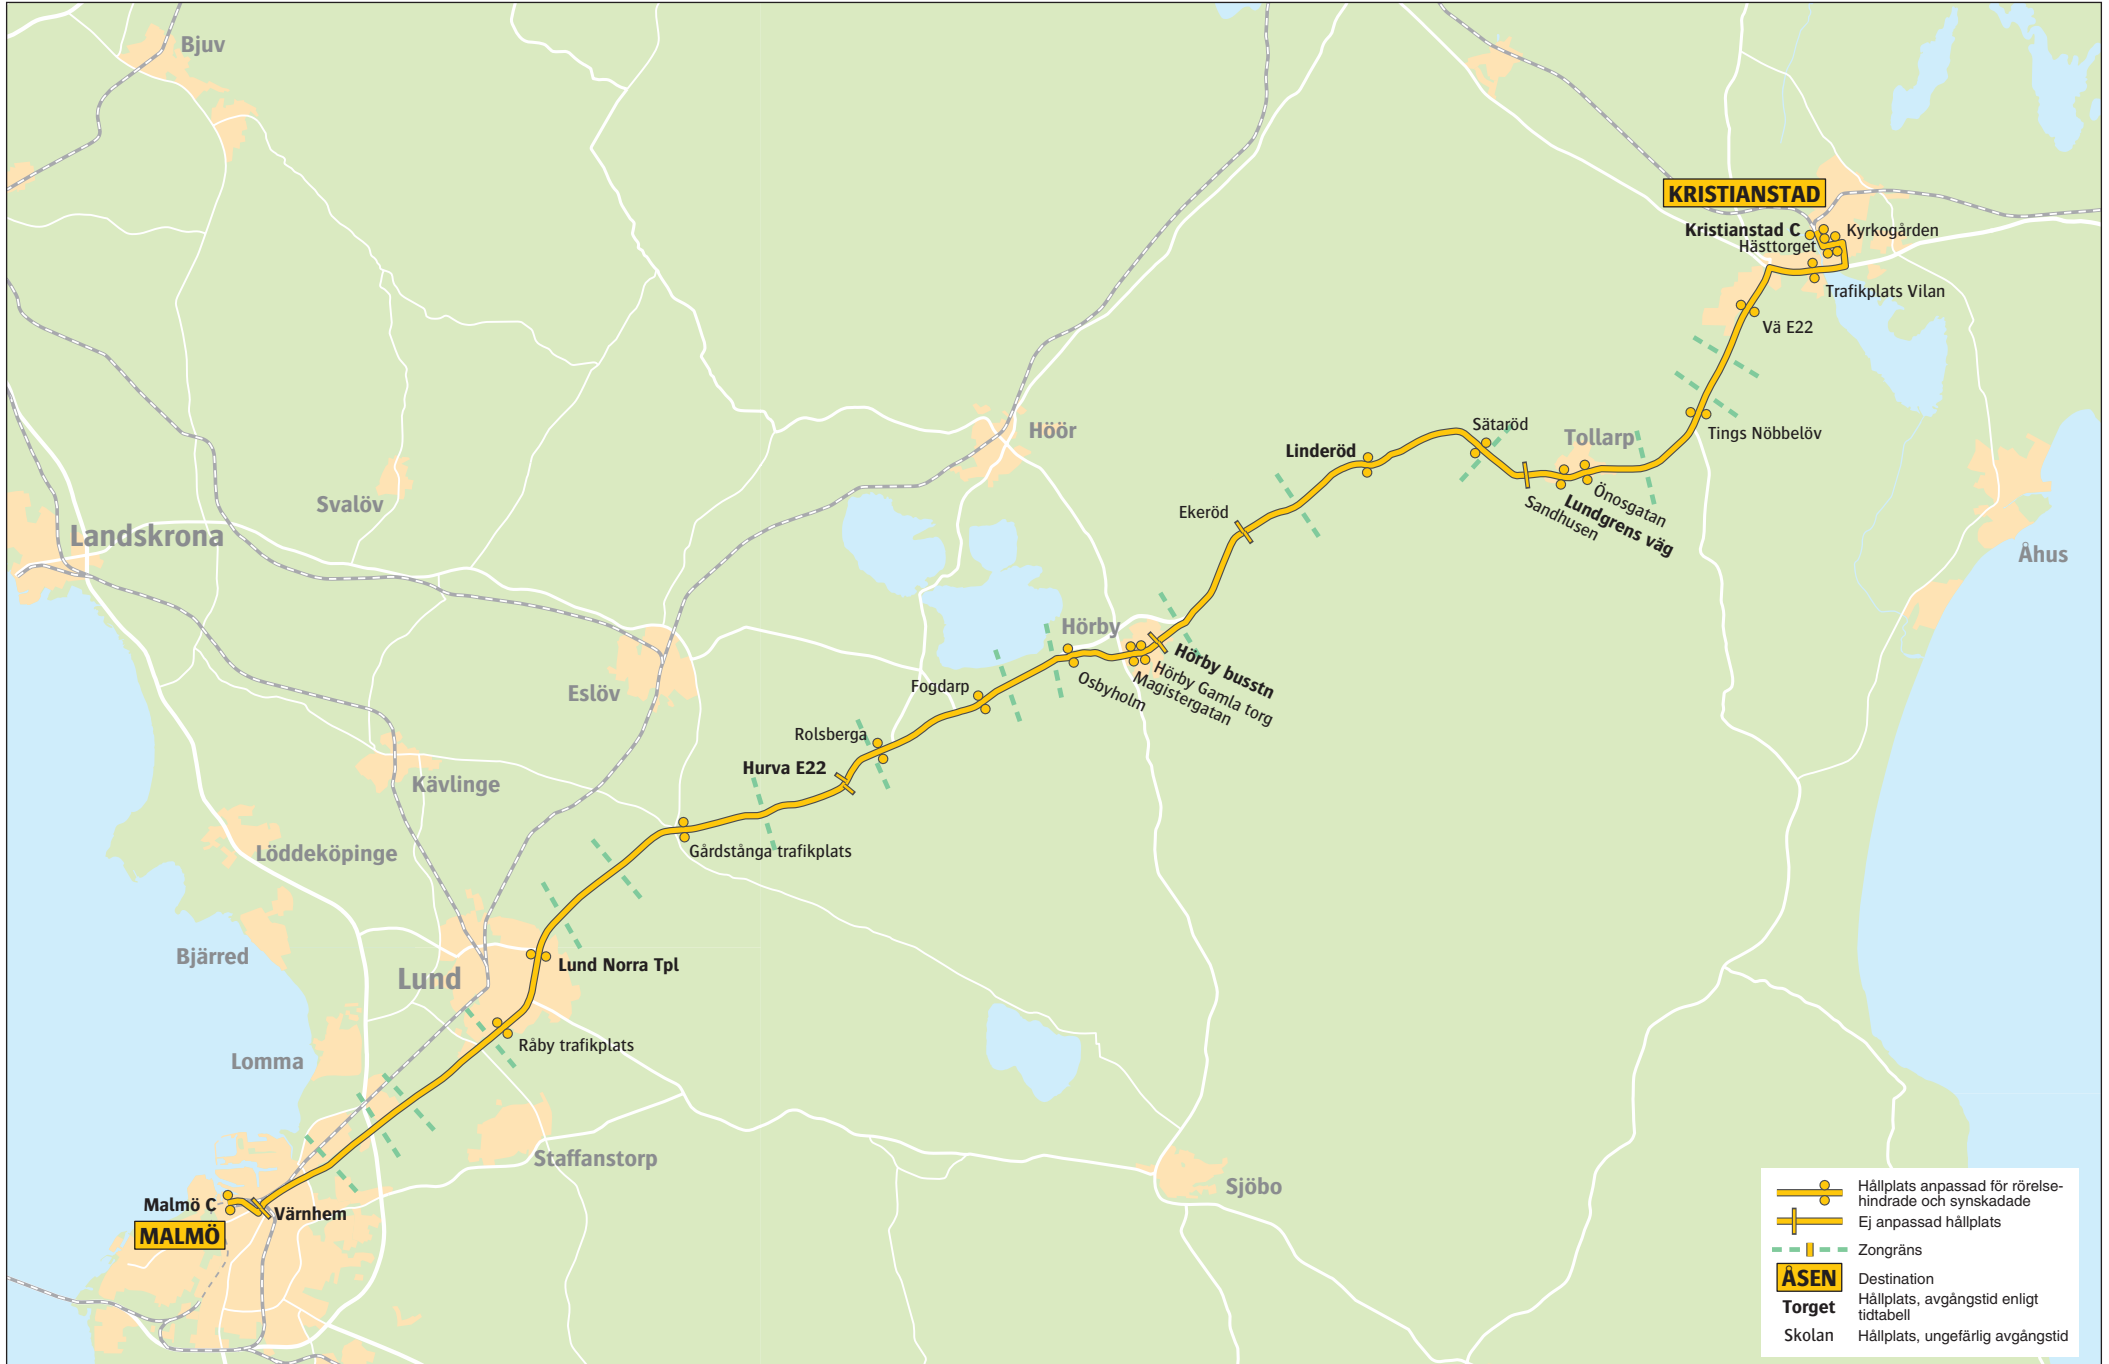 Bjuv
KRISTIANSTAD
Kristianstad C
Kyrkogården
Hästtorget
Trafikplats Vilan
Vä E22
Höör
Sätaröd
Tollarp
Tings Nöbbelöv
Linderöd
Svalöv
Önosgatan
Ekeröd
Lundgrens väg
Sandhusen
Landskrona
Åhus
Hörby
Hörby busstn
Hörby Gamla torg
Magistergatan
Osbyholm
Eslöv
Fogdarp
Rolsberga
Hurva E22
Kävlinge
Löddeköpinge
Gårdstånga trafikplats
Bjärred
Lund
Lund Norra Tpl
Råby trafikplats
Lomma
Staffanstorp
Sjöbo
Malmö C
Värnhem
MALMÖ
Hållplats anpassad för rörelse-
hindrade och synskadade
Ej anpassad hållplats
Zongräns
ÅSEN Destination
Torget Hållplats, avgångstid enligt
tidtabell
Skolan Hållplats, ungefärlig avgångstid